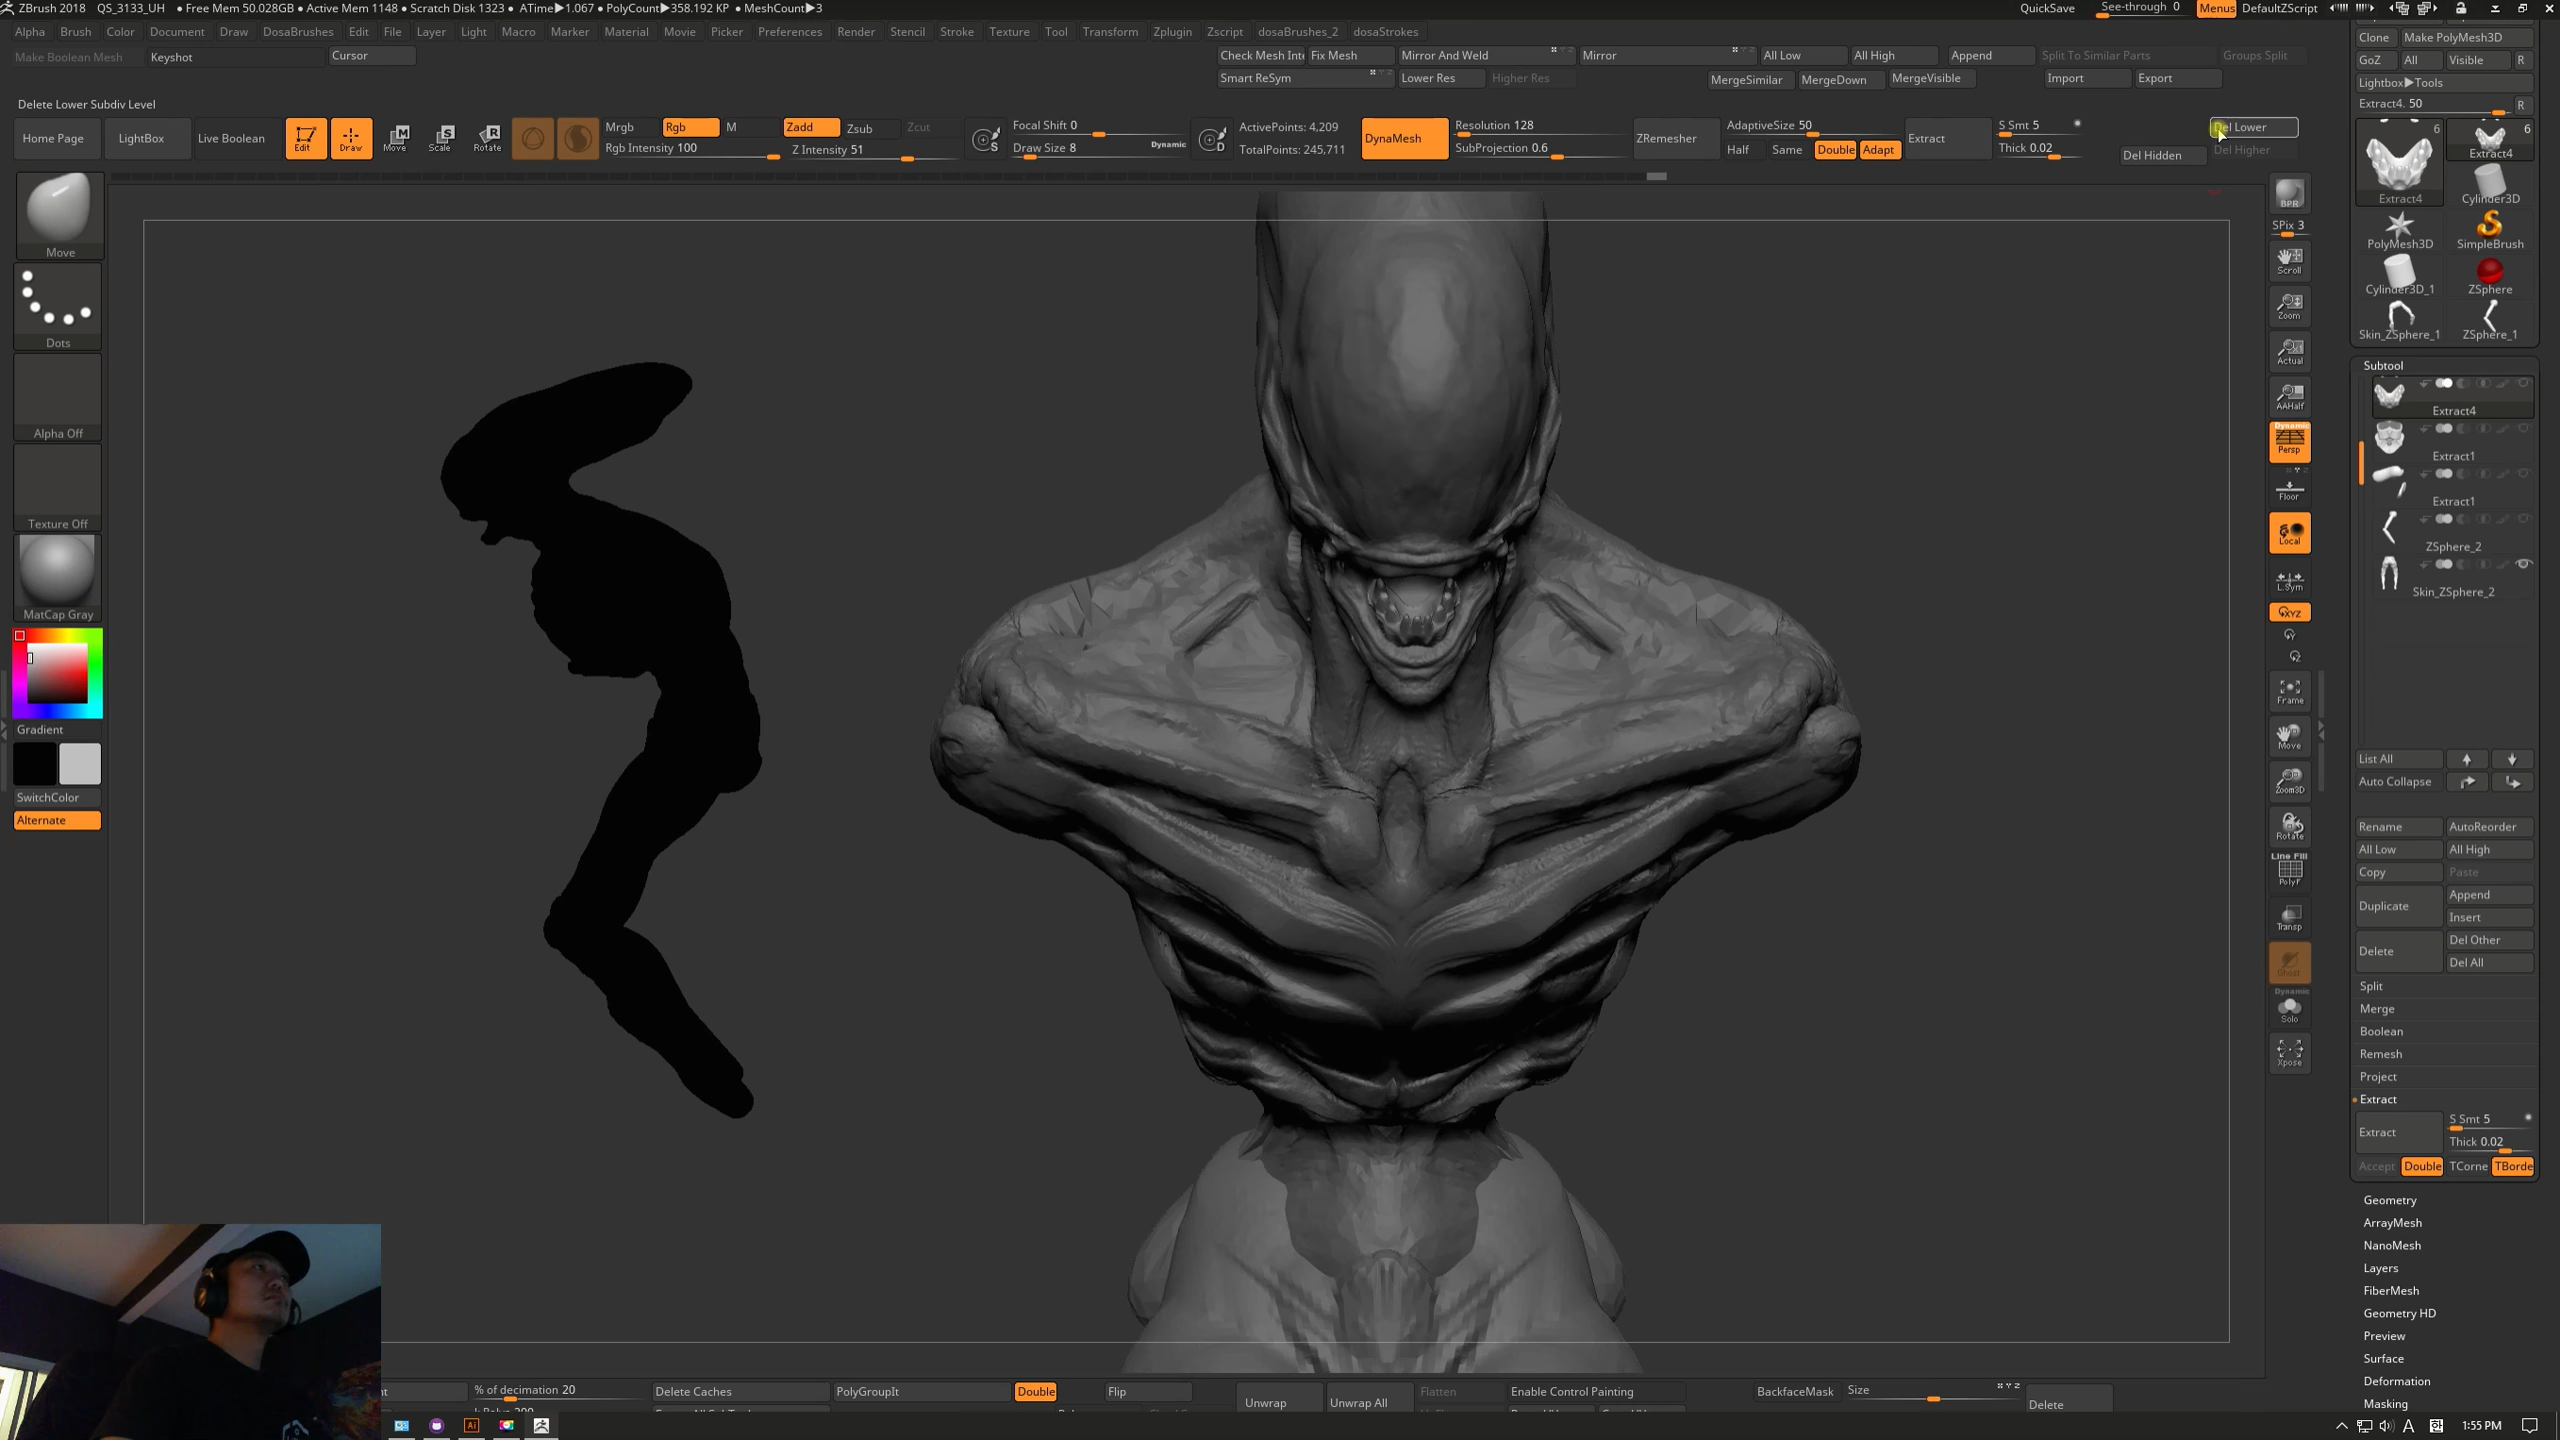 ZBrush 2018 QS_3133_UH • Free Mem 50.028GB • Active Mem 1148 • Scratch Disk 1323 • ATime▶1.067 • PolyCount▶358.192 KP • MeshCount▶3
QuickSave See-through 0 Menus DefaultZScript
Alpha Brush Color Document Draw DosaBrushes Edit File Layer Light Macro Marker Material Movie Picker Preferences Render Stencil Stroke Texture Tool Transform Zplugin Zscript dosaBrushes_2 dosaStrokes
Make Boolean Mesh Keyshot Cursor
Check Mesh Int Fix Mesh Mirror And Weld Mirror All Low All High Append Split To Similar Parts Groups Split
Smart ReSym Lower Res Higher Res MergeSimilar MergeDown MergeVisible Import Export
Delete Lower Subdiv Level
Home Page LightBox Live Boolean Edit Draw Move Scale Rotate
Mrgb Rgb M Zadd Zsub Zcut
Rgb Intensity 100 Z Intensity 51
Focal Shift 0
Draw Size 8 Dynamic
ActivePoints: 4,209
TotalPoints: 245,711
DynaMesh Resolution 128
SubProjection 0.6
ZRemesher AdaptiveSize 50
Half Same Double Adapt
Extract S Smt 5
Thick 0.02
Del Hidden
Del Lower
Del Higher
Move
Dots
Alpha Off
Texture Off
MatCap Gray
Gradient
SwitchColor
Alternate
BPR
SPix 3
Scroll
Zoom
Actual
AAHalf
Dynamic
Persp
Floor
Local
L.Sym
XYZ
Frame
Move
Zoom3D
Rotate
Line Fill
PolyF
Transp
Ghost
Dynamic
Solo
Xpose
Clone Make PolyMesh3D
GoZ All Visible R
Lightbox▶Tools
Extract4. 50 R
6 6
Extract4
Extract4 Cylinder3D
PolyMesh3D SimpleBrush
Cylinder3D_1 ZSphere
Skin_ZSphere_1 ZSphere_1
Subtool
Extract4
Extract1
Extract1
ZSphere_2
Skin_ZSphere_2
List All
Auto Collapse
Rename AutoReorder
All Low All High
Copy Paste
Duplicate Append
Insert
Delete Del Other
Del All
Split
Merge
Boolean
Remesh
Project
Extract
Extract S Smt 5
Thick 0.02
Accept Double TCorne TBorde
Geometry
ArrayMesh
NanoMesh
Layers
FiberMesh
Geometry HD
Preview
Surface
Deformation
Masking
% of decimation 20 Delete Caches PolyGroupIt Double Flip Unwrap Unwrap All Flatten Enable Control Painting BackfaceMask Size Delete
Ai
A 1:55 PM